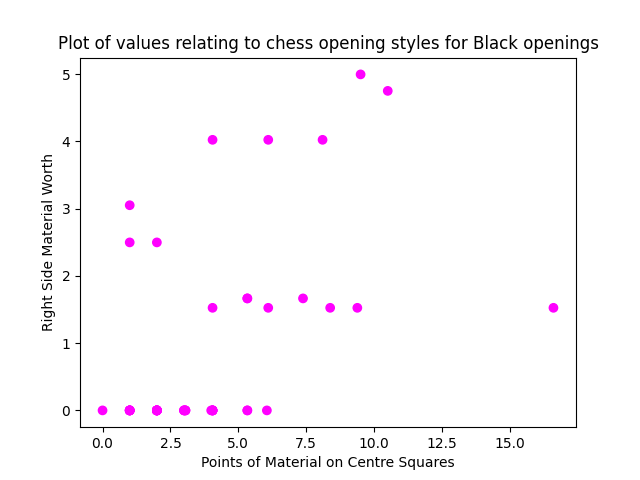 Plot of values relating to chess opening styles for Black openings
5
4
3
2
1
0
Right Side Material Worth
0.0 2.5 5.0 7.5 10.0 12.5 15.0
Points of Material on Centre Squares